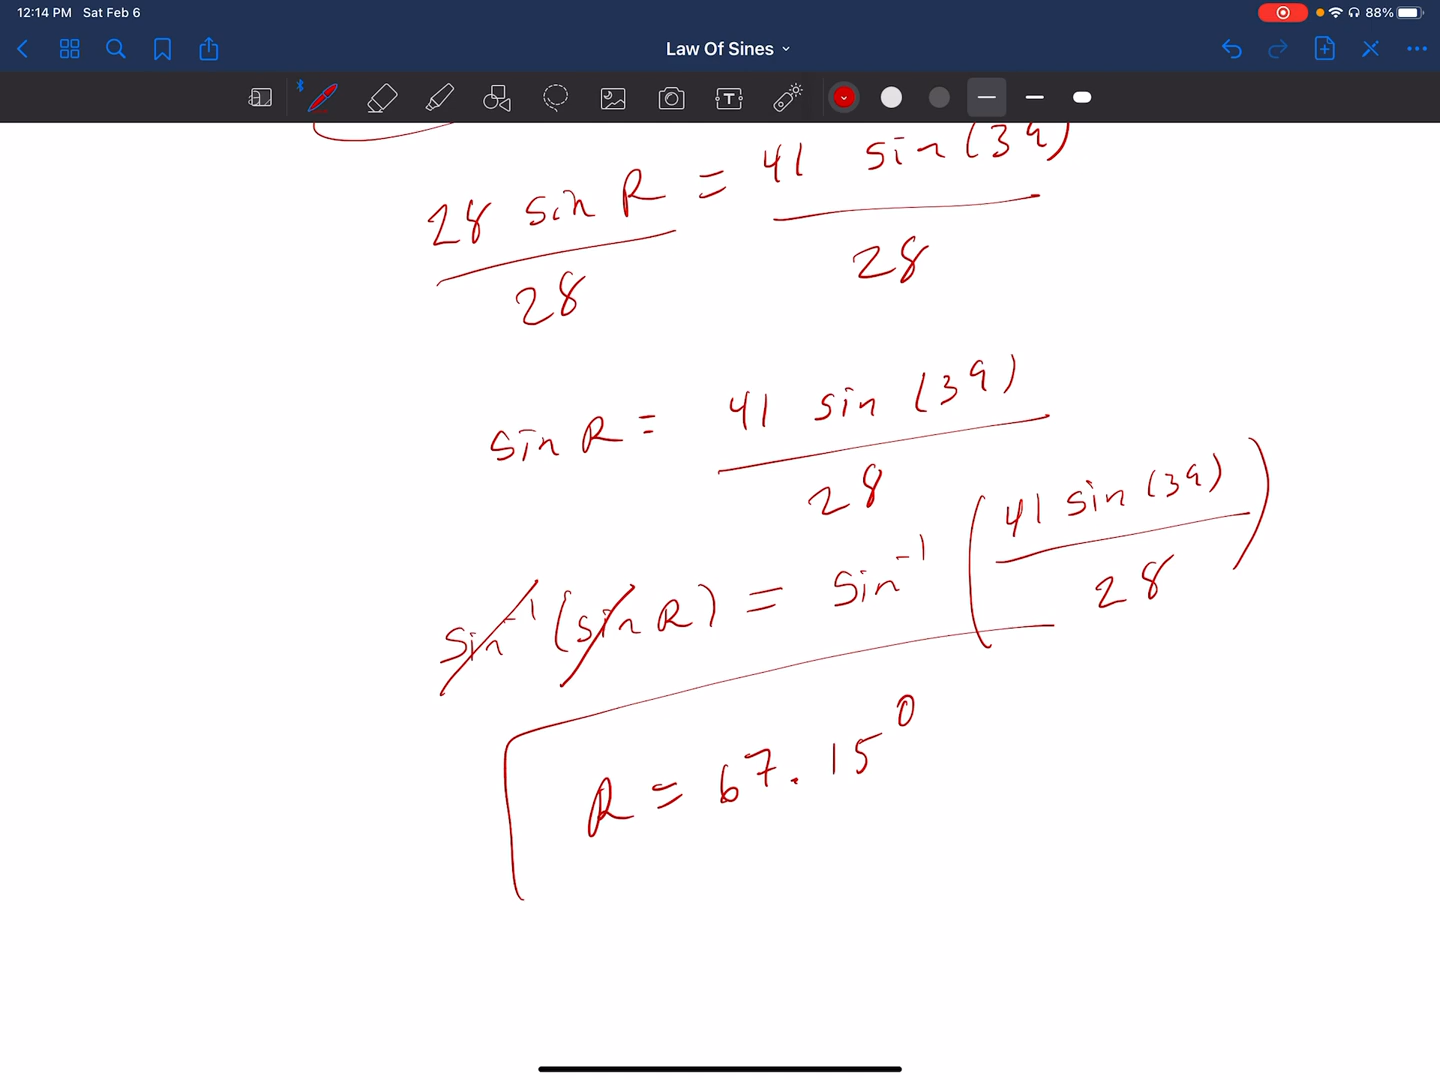 12:14 PM Sat Feb 6
88%
Law Of Sines
T
28 sin R = 41 sin (39)
28 28
sin R = 41 sin (39)
28
sin⁻¹ (sin R) = sin⁻¹ (41 sin (39)
28)
R = 67.15°